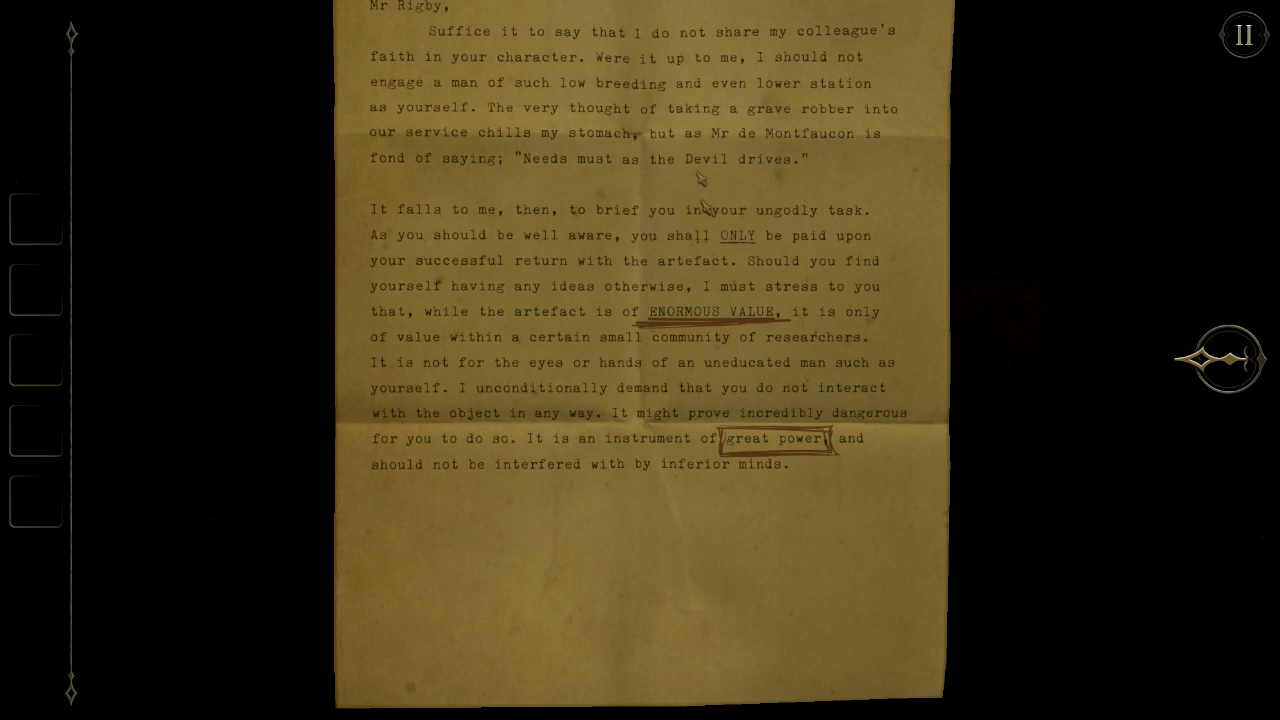 Mr Rigby,
Suffice it to say that I do not share my colleague's
faith in your character. Were it up to me, I should not
engage a man of such low breeding and even lower station
as yourself. The very thought of taking a grave robber into
our service chills my stomach, but as Mr de Montfaucon is
fond of saying; "Needs must as the Devil drives."
It falls to me, then, to brief you in your ungodly task.
As you should be well aware, you shall ONLY be paid upon
your successful return with the artefact. Should you find
yourself having any ideas otherwise, I must stress to you
that, while the artefact is of ENORMOUS VALUE, it is only
of value within a certain small community of researchers.
It is not for the eyes or hands of an uneducated man such as
yourself. I unconditionally demand that you do not interact
with the object in any way. It might prove incredibly dangerous
for you to do so. It is an instrument of great power, and
should not be interfered with by inferior minds.
II